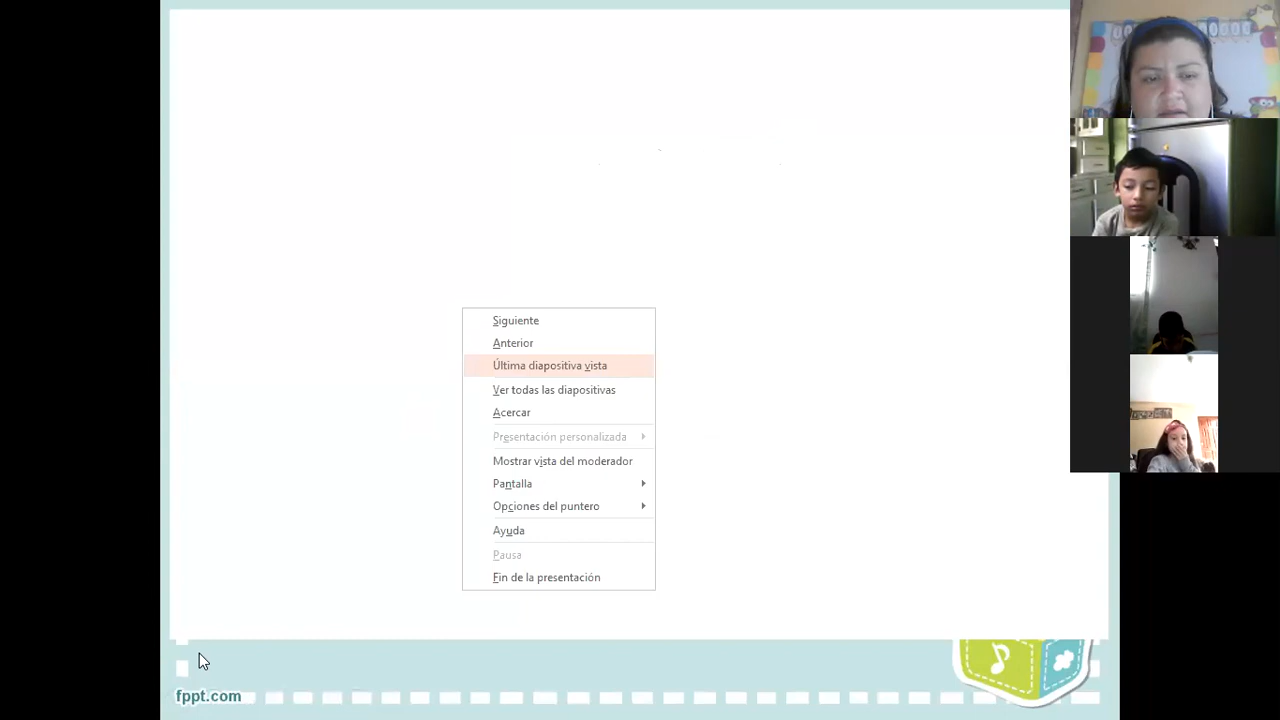 Siguiente
Anterior
Última diapositiva vista
Ver todas las diapositivas
Acercar
Presentación personalizada
Mostrar vista del moderador
Pantalla
Opciones del puntero
Ayuda
Pausa
Fin de la presentación
fppt.com